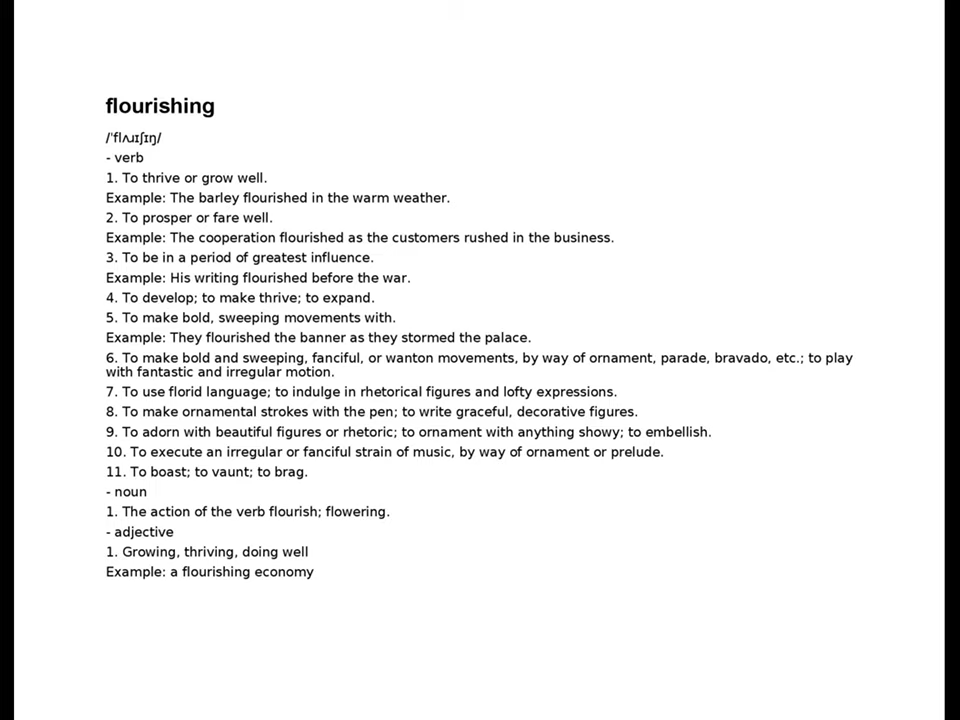 flourishing
/ˈflʌɹɪʃɪŋ/
- verb
1. To thrive or grow well.
Example: The barley flourished in the warm weather.
2. To prosper or fare well.
Example: The cooperation flourished as the customers rushed in the business.
3. To be in a period of greatest influence.
Example: His writing flourished before the war.
4. To develop; to make thrive; to expand.
5. To make bold, sweeping movements with.
Example: They flourished the banner as they stormed the palace.
6. To make bold and sweeping, fanciful, or wanton movements, by way of ornament, parade, bravado, etc.; to play
with fantastic and irregular motion.
7. To use florid language; to indulge in rhetorical figures and lofty expressions.
8. To make ornamental strokes with the pen; to write graceful, decorative figures.
9. To adorn with beautiful figures or rhetoric; to ornament with anything showy; to embellish.
10. To execute an irregular or fanciful strain of music, by way of ornament or prelude.
11. To boast; to vaunt; to brag.
- noun
1. The action of the verb flourish; flowering.
- adjective
1. Growing, thriving, doing well
Example: a flourishing economy